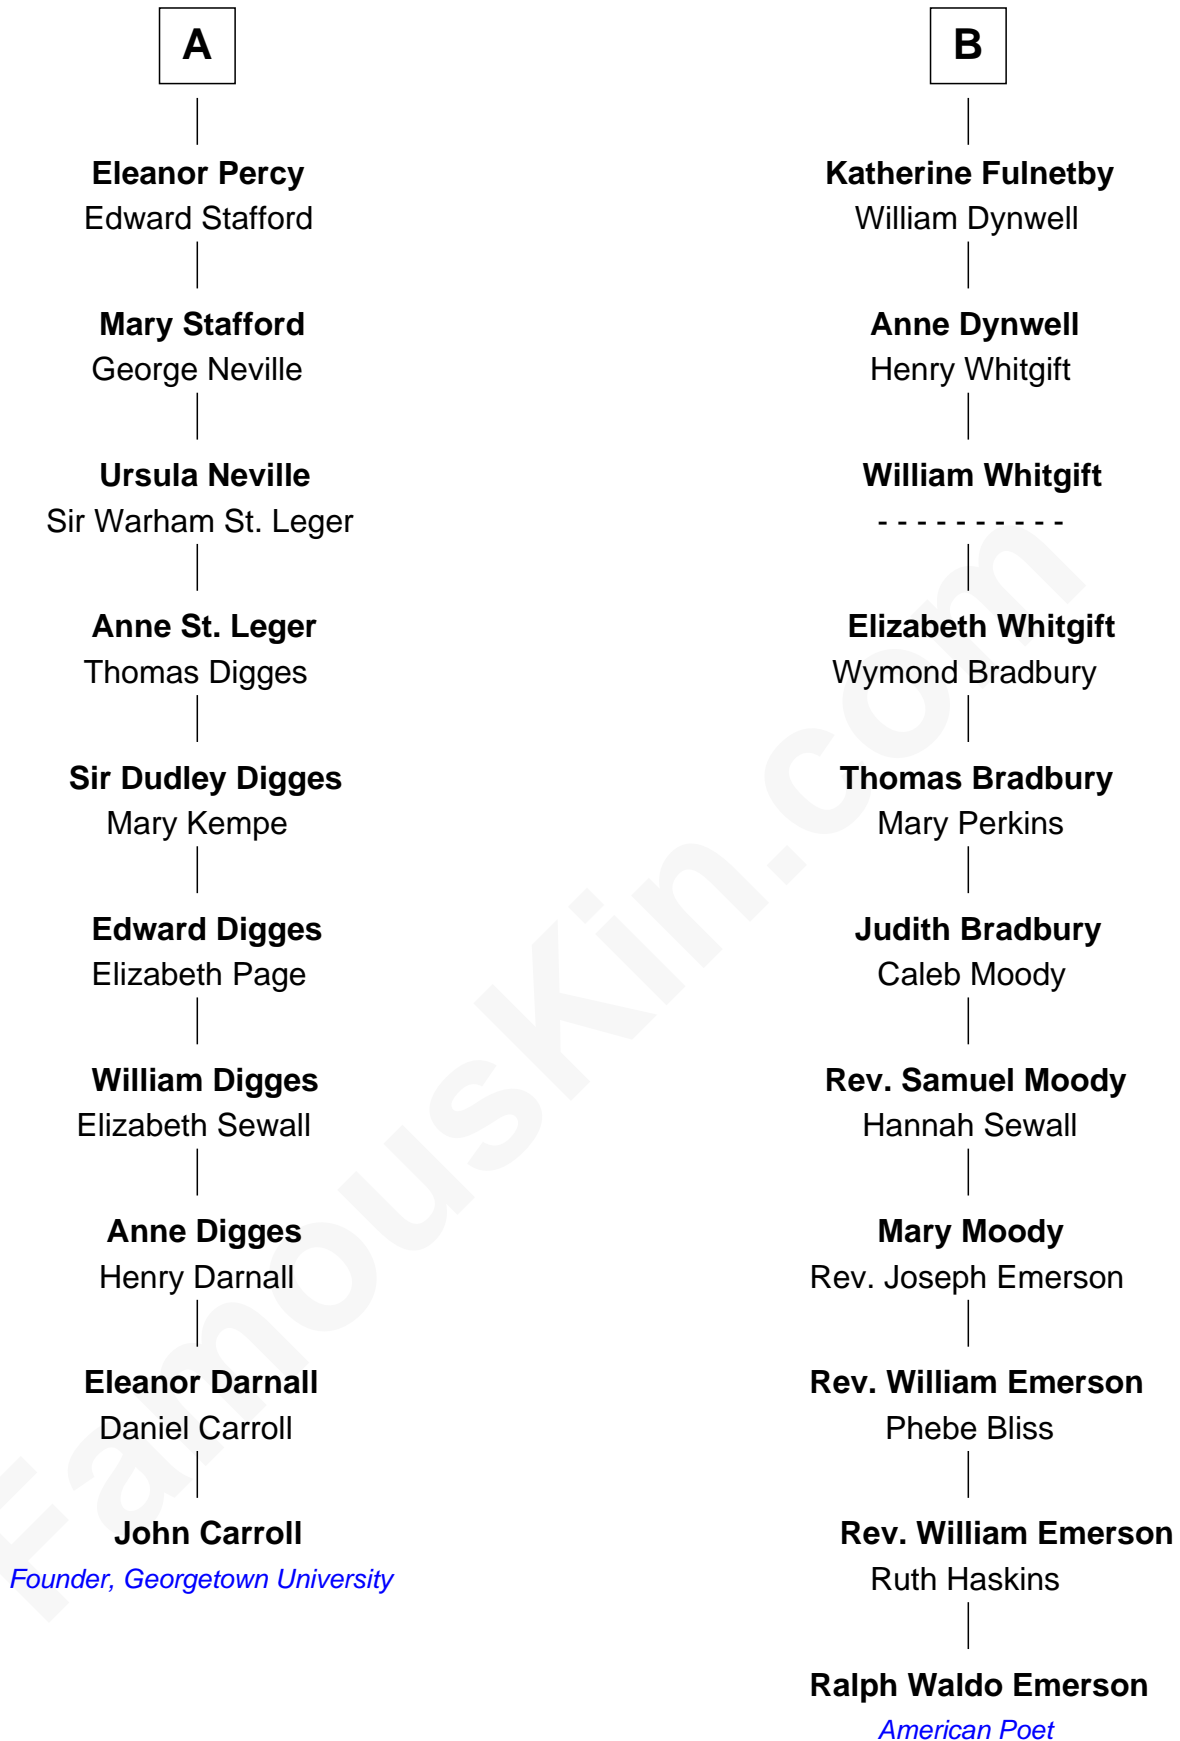 A
Eleanor Percy
Edward Stafford
Mary Stafford
George Neville
Ursula Neville
Sir Warham St. Leger
Anne St. Leger
Thomas Digges
Sir Dudley Digges
Mary Kempe
Edward Digges
Elizabeth Page
William Digges
Elizabeth Sewall
Anne Digges
Henry Darnall
Eleanor Darnall
Daniel Carroll
John Carroll
Founder, Georgetown University
B
Katherine Fulnetby
William Dynwell
Anne Dynwell
Henry Whitgift
William Whitgift
- - - - - - - - - -
Elizabeth Whitgift
Wymond Bradbury
Thomas Bradbury
Mary Perkins
Judith Bradbury
Caleb Moody
Rev. Samuel Moody
Hannah Sewall
Mary Moody
Rev. Joseph Emerson
Rev. William Emerson
Phebe Bliss
Rev. William Emerson
Ruth Haskins
Ralph Waldo Emerson
American Poet
FamousKin.com